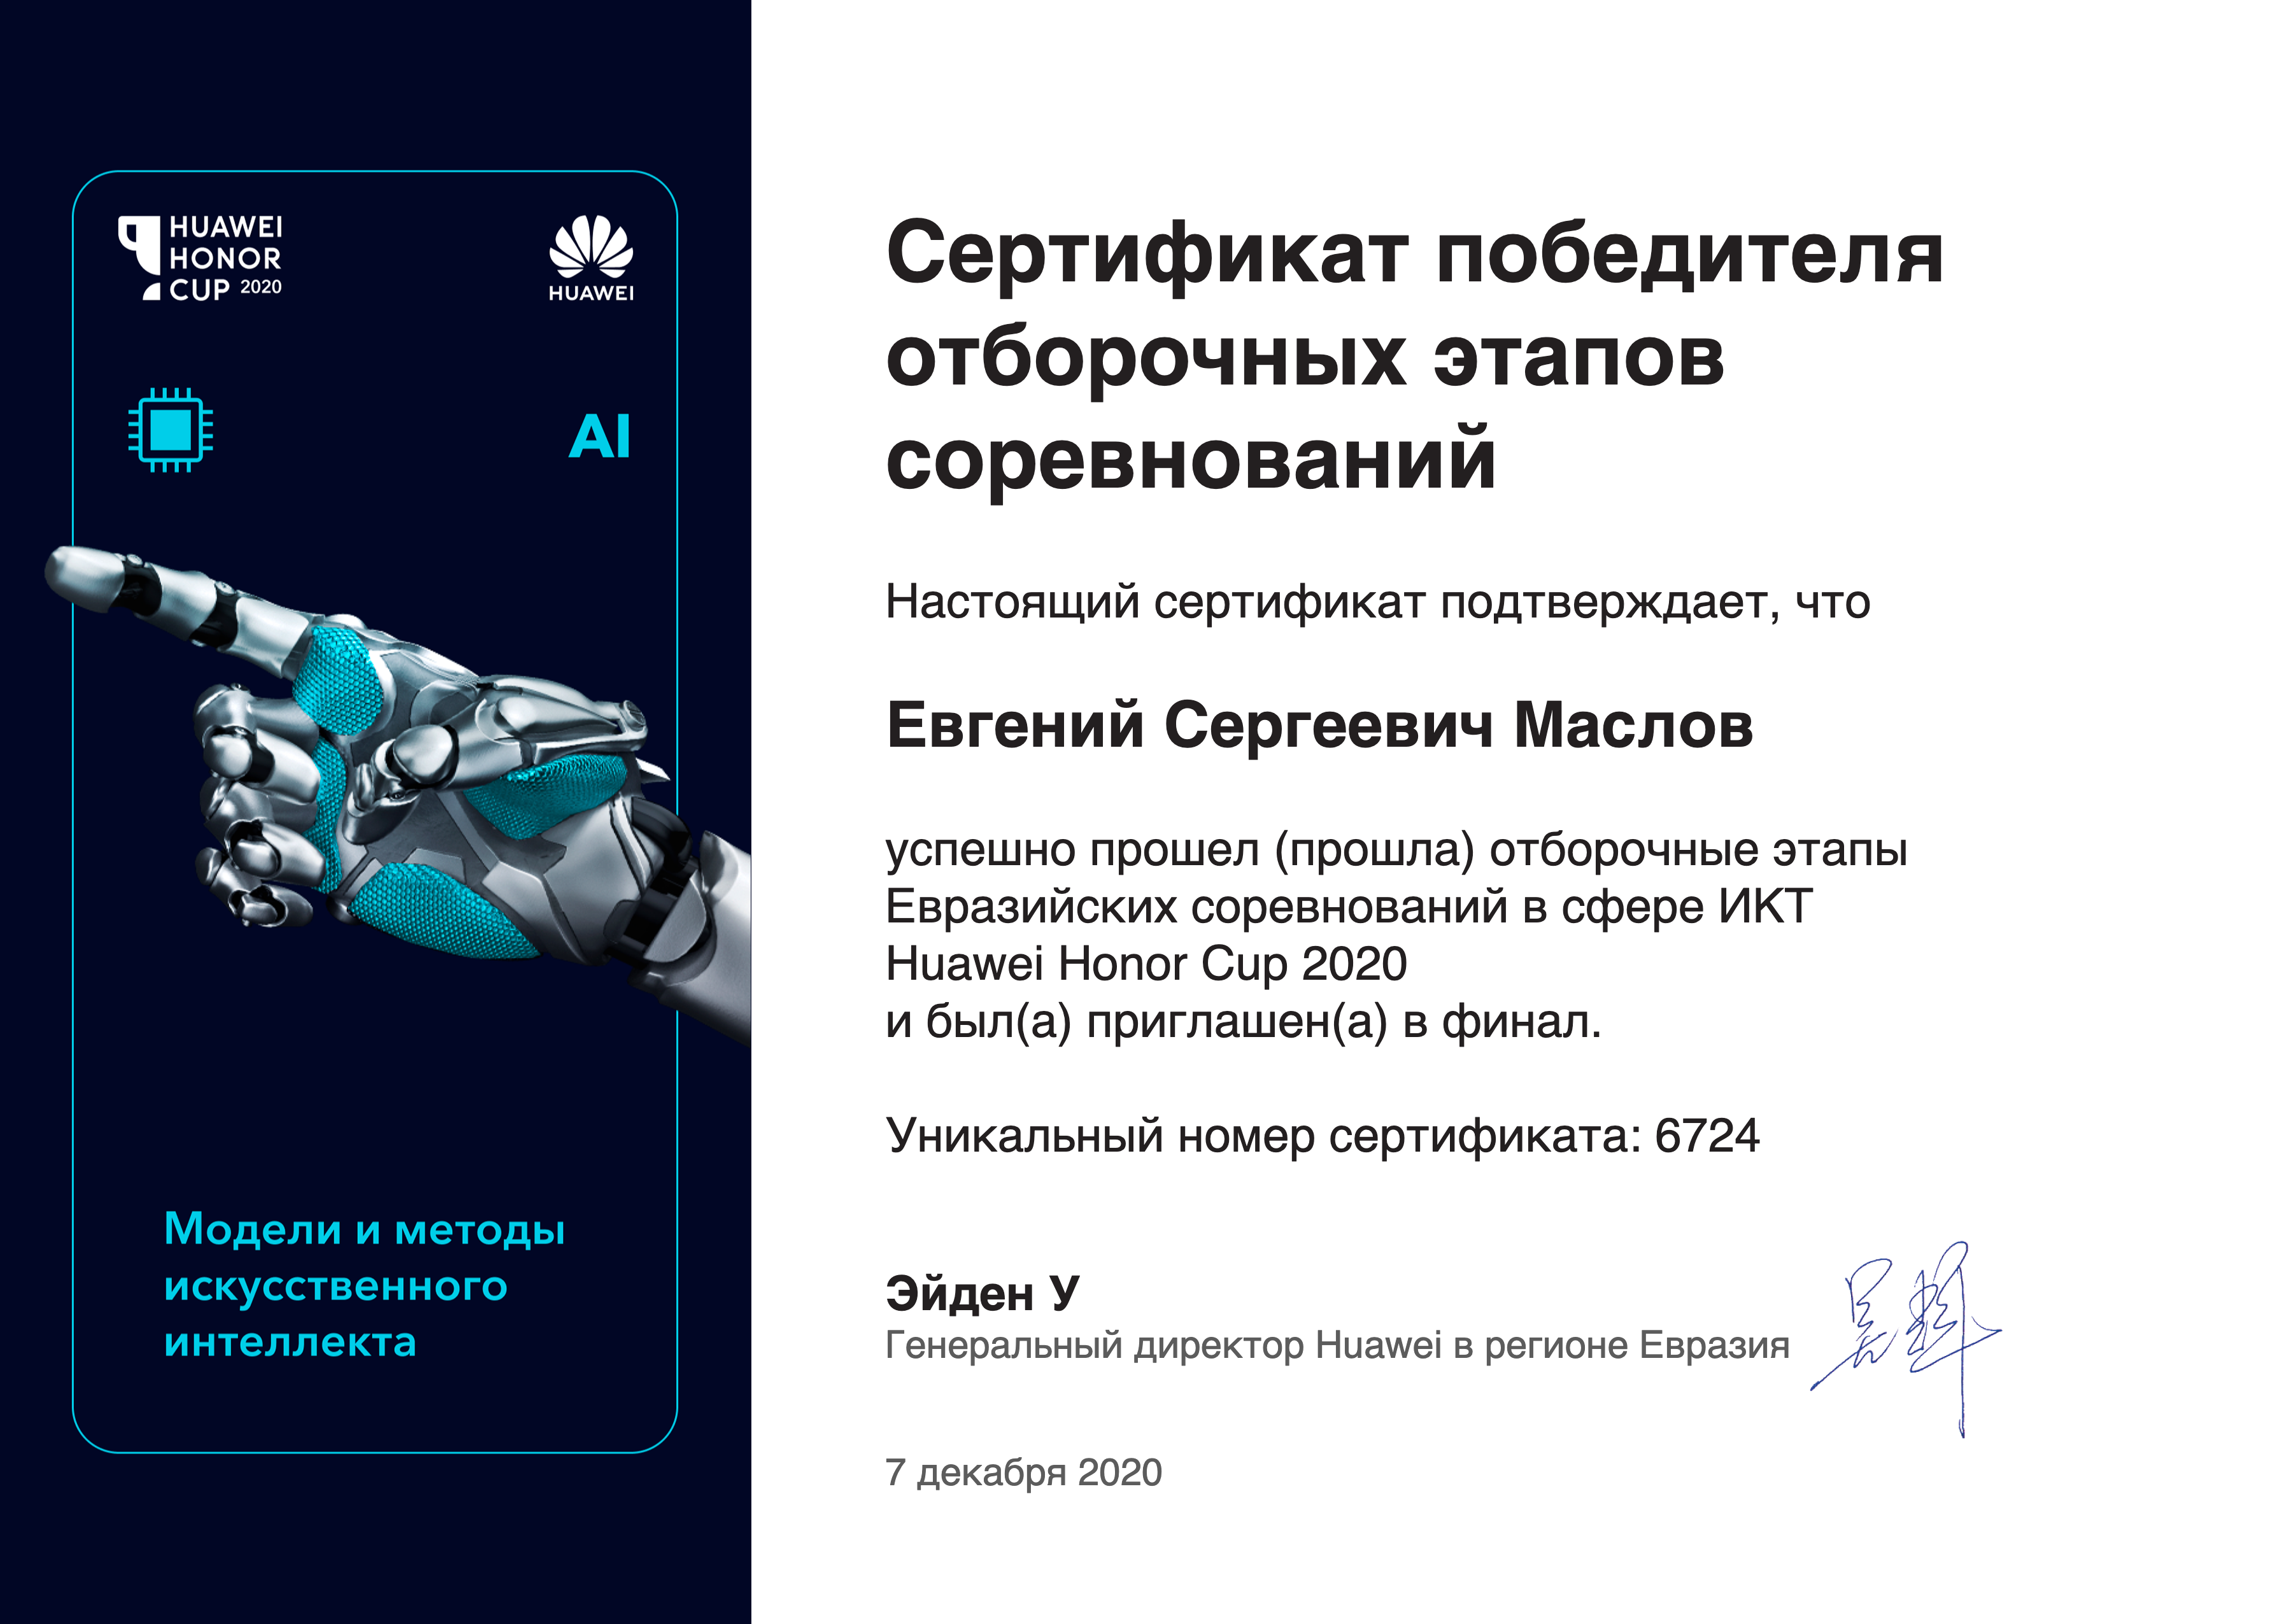 HUAWEI
HONOR
CUP 2020
HUAWEI
AI
Модели и методы
искусственного
интеллекта
Сертификат победителя
отборочных этапов
соревнований
Настоящий сертификат подтверждает, что
Евгений Сергеевич Маслов
успешно прошел (прошла) отборочные этапы
Евразийских соревнований в сфере ИКТ
Huawei Honor Cup 2020
и был(а) приглашен(а) в финал.
Уникальный номер сертификата: 6724
Эйден У
Генеральный директор Huawei в регионе Евразия
7 декабря 2020